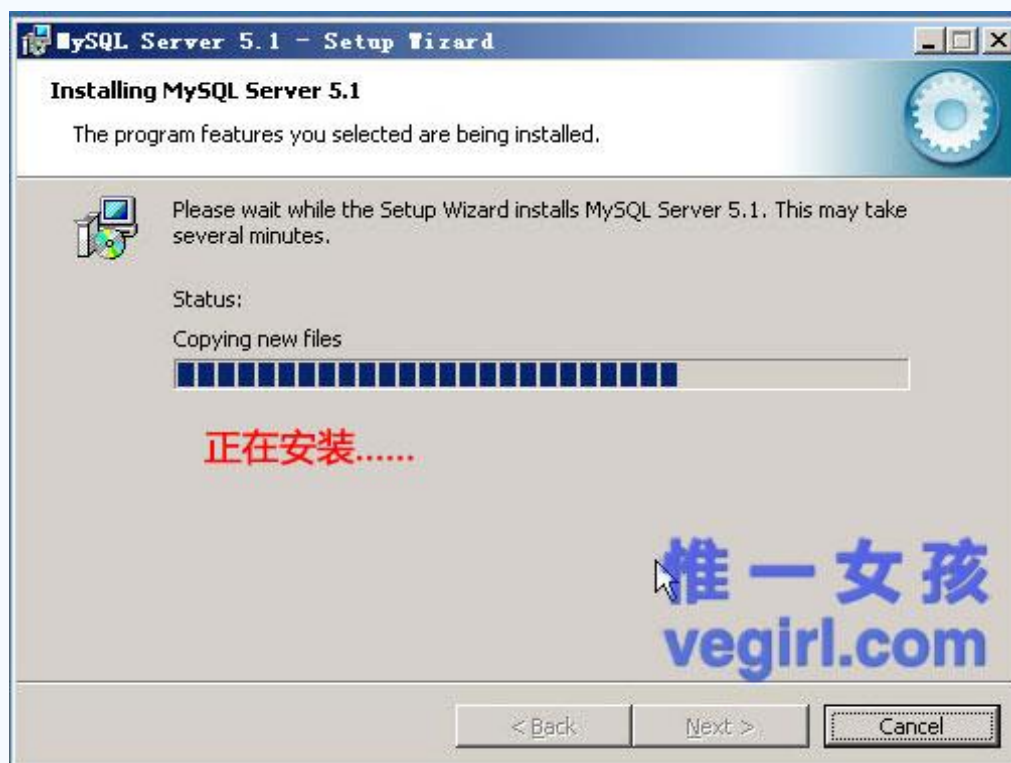 MySQL Server 5.1 - Setup Wizard
Installing MySQL Server 5.1
The program features you selected are being installed.
Please wait while the Setup Wizard installs MySQL Server 5.1. This may take
several minutes.
Status:
Copying new files
正在安装......
惟一女孩
vegirl.com
< Back
Next >
Cancel